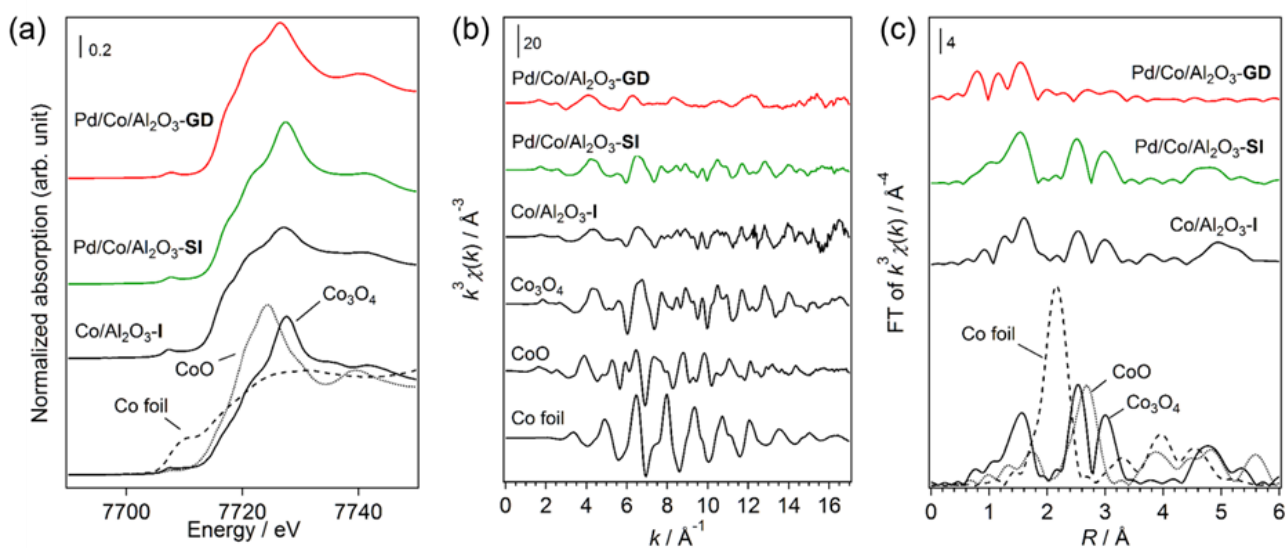 (a)
0.2
Pd/Co/Al2O3-GD
Pd/Co/Al2O3-SI
Co/Al2O3-I
Co3O4
CoO
Co foil
Normalized absorption (arb. unit)
7700
7720
7740
Energy / eV
(b)
20
Pd/Co/Al2O3-GD
Pd/Co/Al2O3-SI
Co/Al2O3-I
Co3O4
CoO
Co foil
k³ χ(k) / Å⁻³
0 2 4 6 8 10 12 14 16
k / Å⁻¹
(c)
4
Pd/Co/Al2O3-GD
Pd/Co/Al2O3-SI
Co/Al2O3-I
Co foil
CoO
Co3O4
FT of k³ χ(k) / Å⁻⁴
0 1 2 3 4 5 6
R / Å